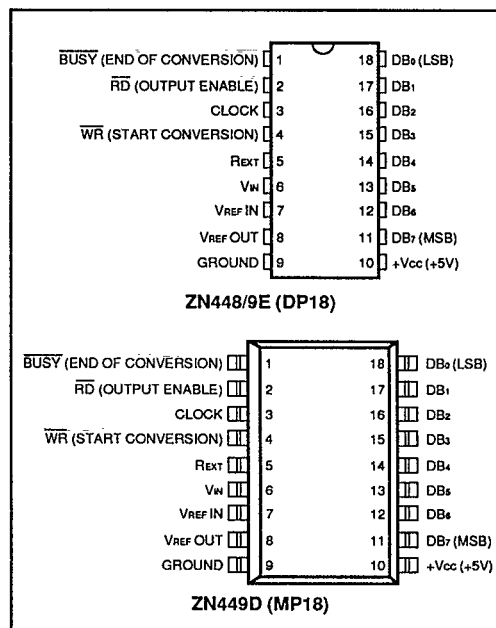 BUSY (END OF CONVERSION) 1 18 DB0 (LSB)
RD (OUTPUT ENABLE) 2 17 DB1
CLOCK 3 16 DB2
WR (START CONVERSION) 4 15 DB3
REXT 5 14 DB4
VIN 6 13 DB5
VREF IN 7 12 DB6
VREF OUT 8 11 DB7 (MSB)
GROUND 9 10 +VCC (+5V)
ZN448/9E (DP18)
BUSY (END OF CONVERSION) 1 18 DB0 (LSB)
RD (OUTPUT ENABLE) 2 17 DB1
CLOCK 3 16 DB2
WR (START CONVERSION) 4 15 DB3
REXT 5 14 DB4
VIN 6 13 DB5
VREF IN 7 12 DB6
VREF OUT 8 11 DB7 (MSB)
GROUND 9 10 +VCC (+5V)
ZN449D (MP18)